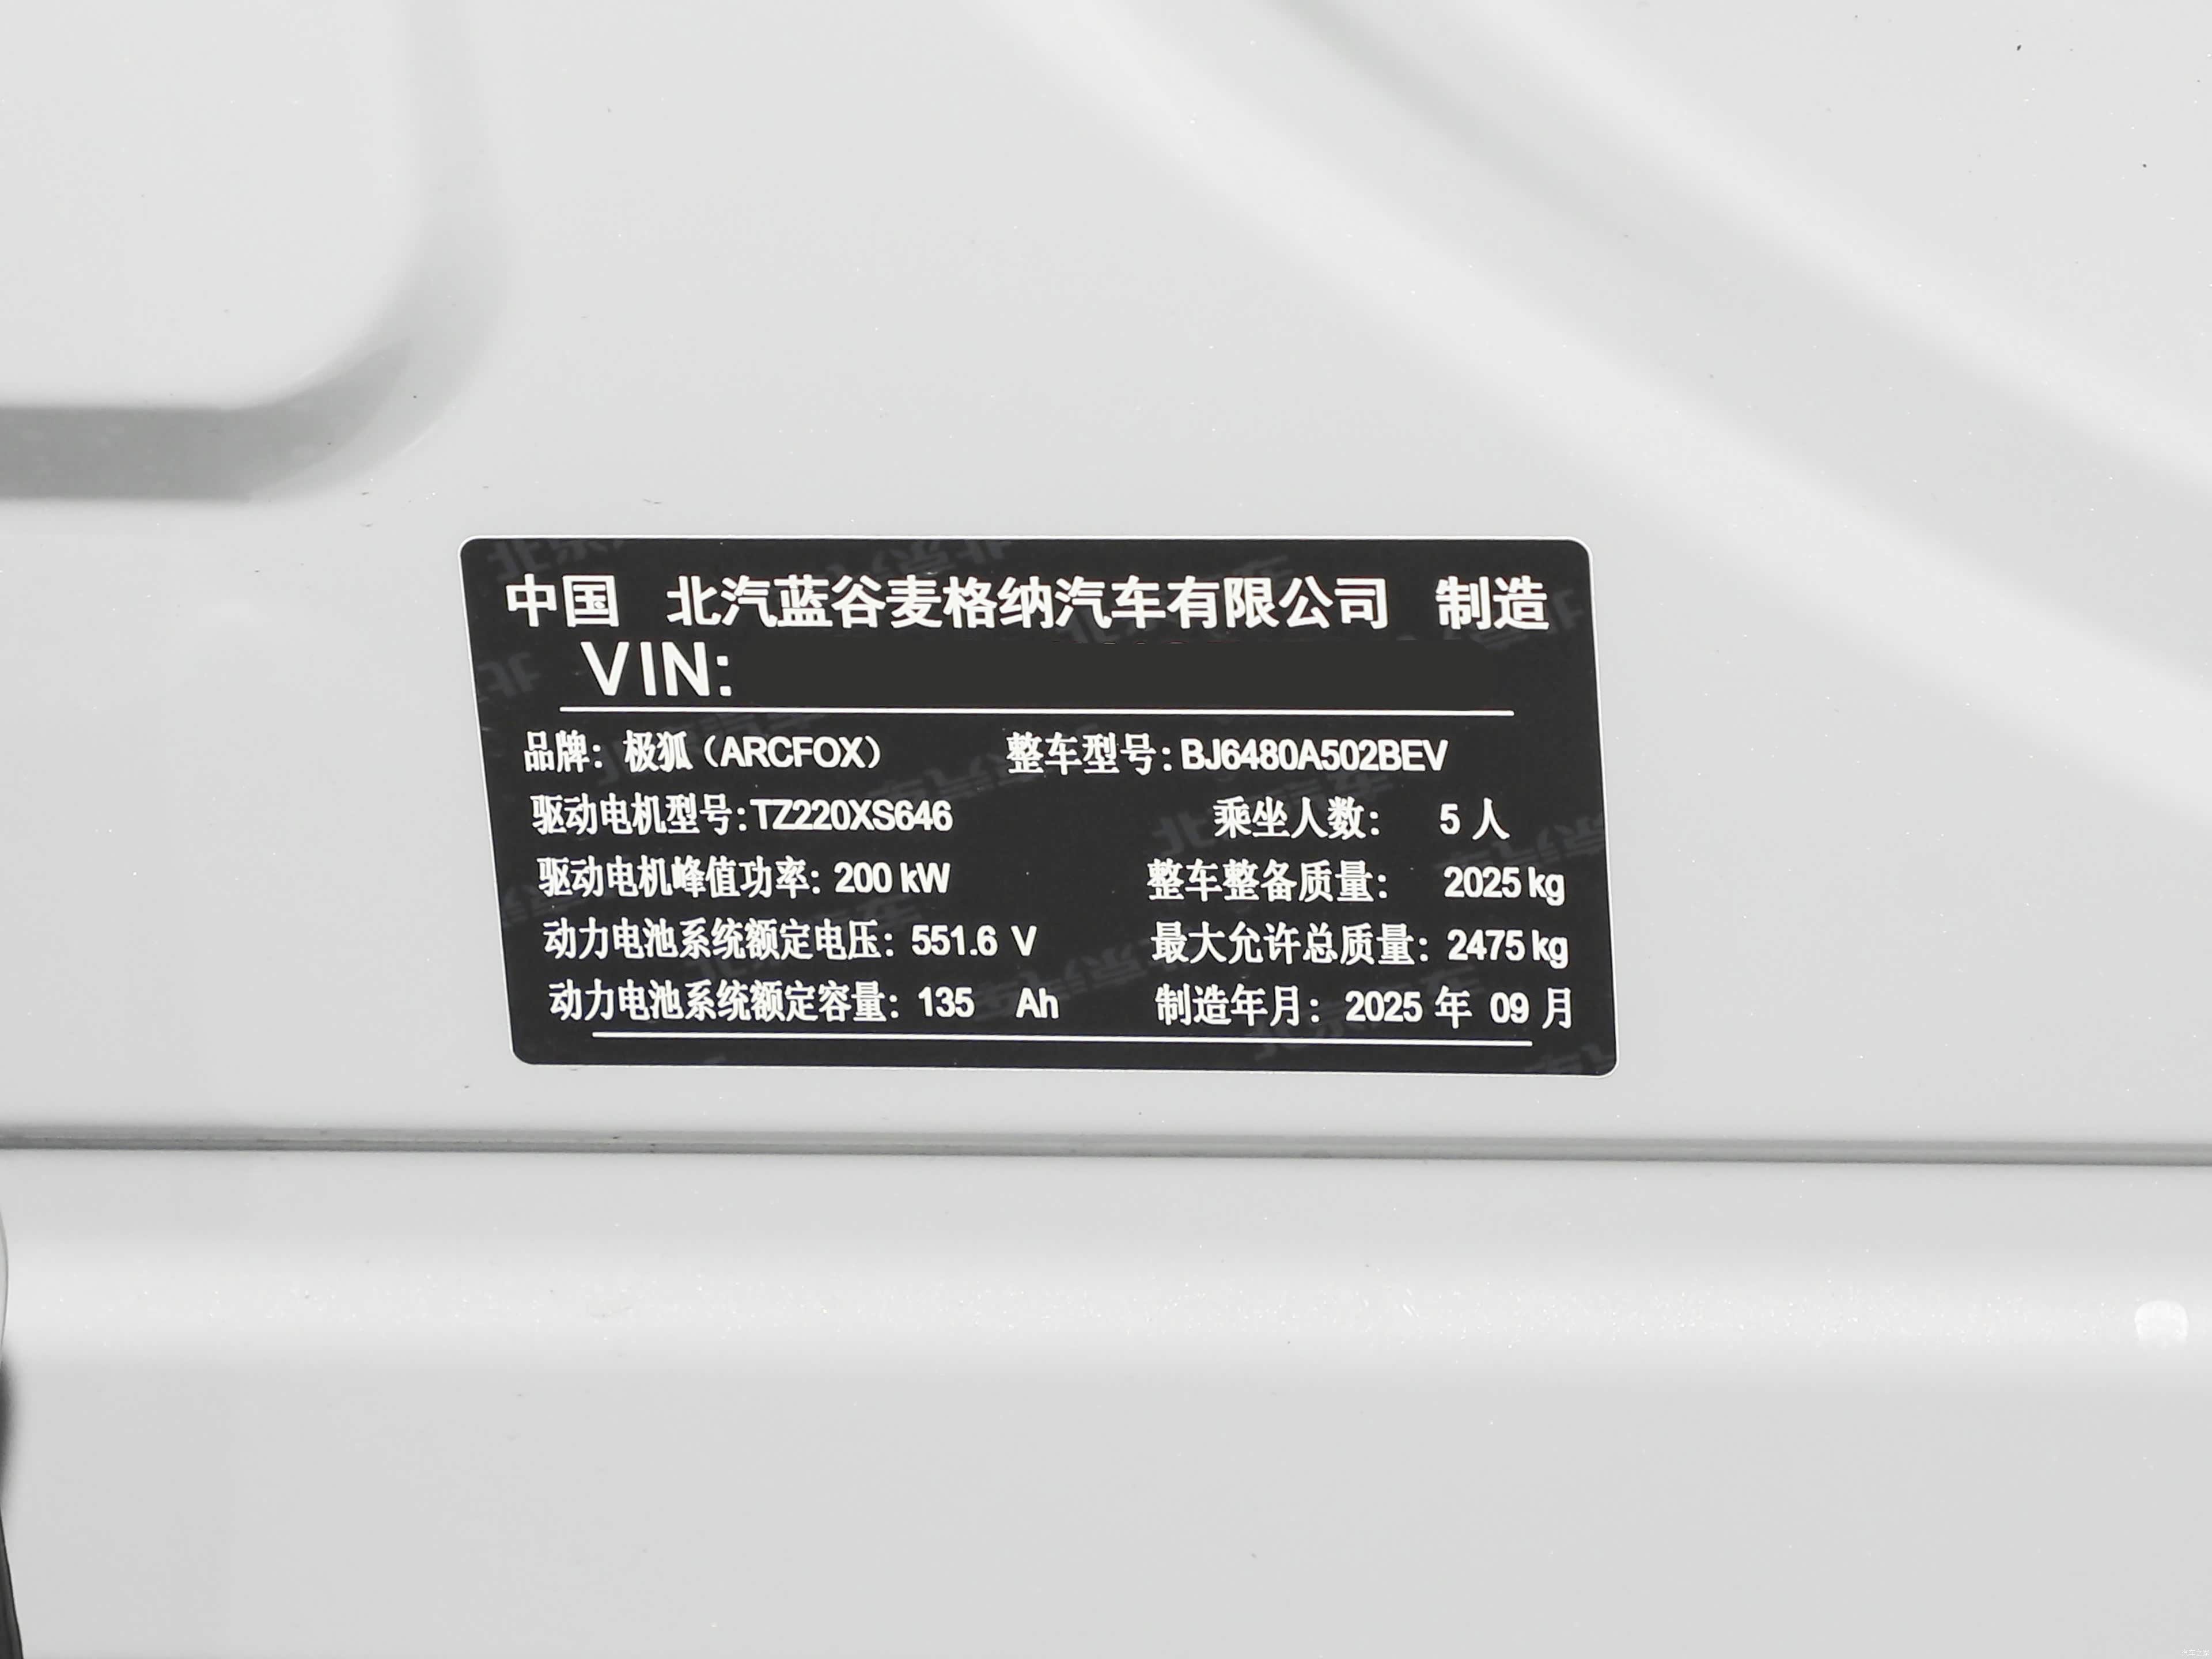 中国 北汽蓝谷麦格纳汽车有限公司 制造
VIN:
品牌：极狐（ARCFOX） 整车型号：BJ6480A502BEV
驱动电机型号：TZ220XS646 乘坐人数： 5 人
驱动电机峰值功率：200 kW 整车整备质量： 2025 kg
动力电池系统额定电压：551.6 V 最大允许总质量：2475 kg
动力电池系统额定容量：135 Ah 制造年月：2025 年 09 月
汽车之家